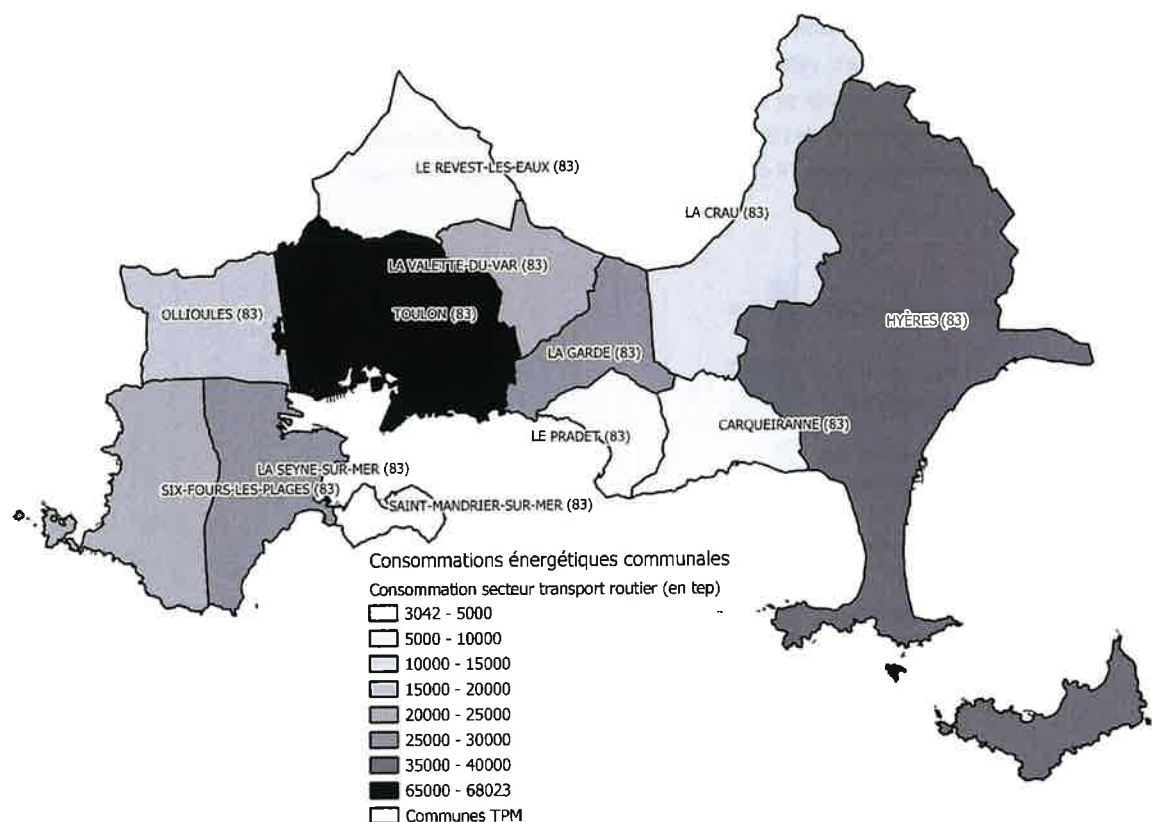 LE REVEST-LES-EAUX (83)
LA CRAU (83)
LA VALETTE-DU-VAR (83)
OLLIOULES (83)
TOULON (83)
HYÈRES (83)
LA GARDE (83)
CARQUEIRANNE (83)
LE PRADET (83)
LA SEYNE-SUR-MER (83)
SIX-FOURS-LES-PLAGES (83)
SAINT-MANDRIER-SUR-MER (83)
Consommations énergétiques communales
Consommation secteur transport routier (en tep)
3042 - 5000
5000 - 10000
10000 - 15000
15000 - 20000
20000 - 25000
25000 - 30000
35000 - 40000
65000 - 68023
Communes TPM